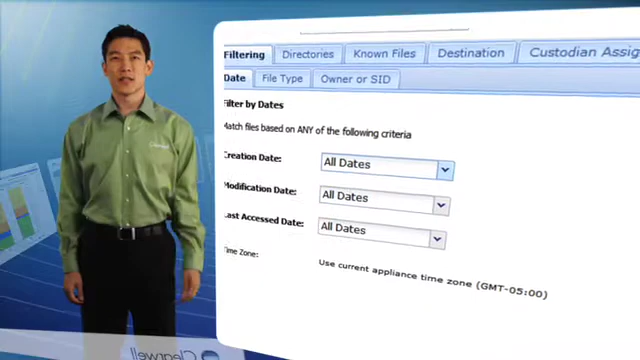 Filtering Directories Known Files Destination Custodian Assig
Date File Type Owner or SID
Filter by Dates
Match files based on ANY of the following criteria
Creation Date: All Dates
Modification Date: All Dates
Last Accessed Date: All Dates
Time Zone: Use current appliance time zone (GMT-05:00)
Clearwell